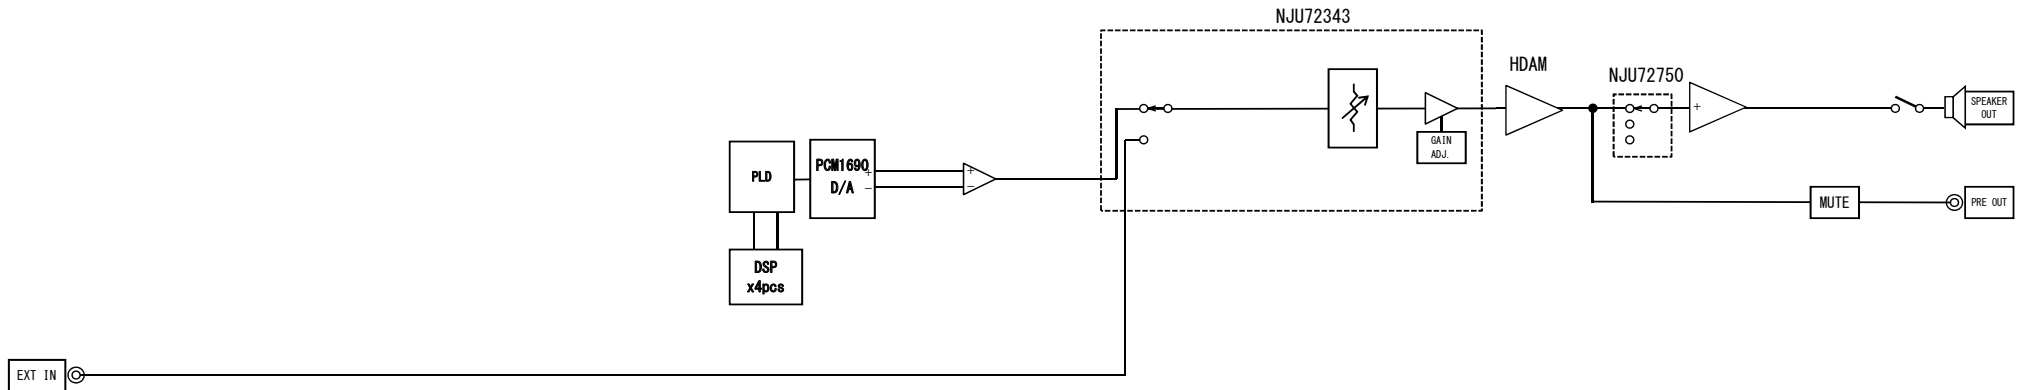 NJU72343
HDAM
NJU72750
SPEAKER
OUT
+
GAIN
ADJ.
PLD
PCM1690
D/A
+
−
+
−
MUTE
PRE OUT
DSP
x4pcs
EXT IN